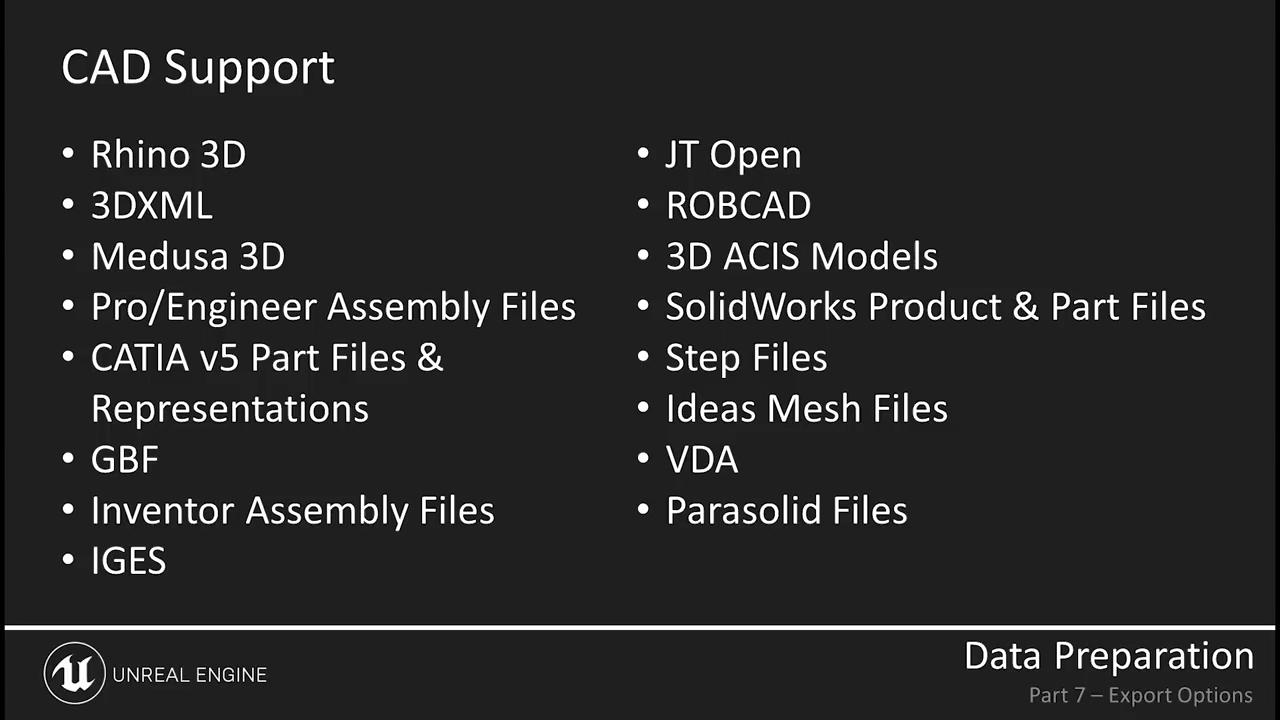 CAD Support
• Rhino 3D
• 3DXML
• Medusa 3D
• Pro/Engineer Assembly Files
• CATIA v5 Part Files &
Representations
• GBF
• Inventor Assembly Files
• IGES
• JT Open
• ROBCAD
• 3D ACIS Models
• SolidWorks Product & Part Files
• Step Files
• Ideas Mesh Files
• VDA
• Parasolid Files
UNREAL ENGINE
Data Preparation
Part 7 – Export Options